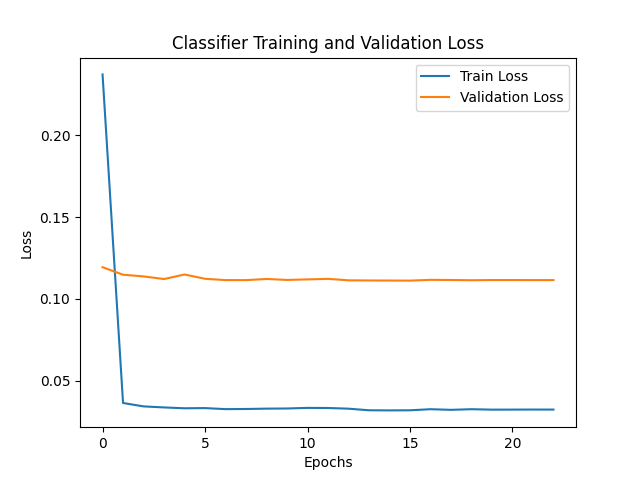 Classifier Training and Validation Loss
Train Loss
Validation Loss
Loss
0.20
0.15
0.10
0.05
0
5
10
15
20
Epochs